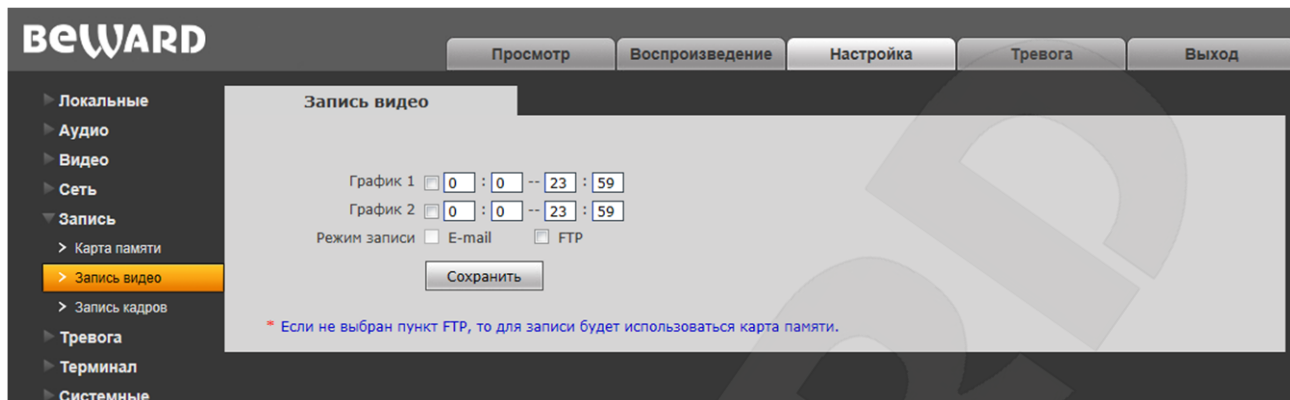 BEWARD
Просмотр Воспроизведение Настройка Тревога Выход
Локальные
Аудио
Видео
Сеть
Запись
Карта памяти
Запись видео
Запись кадров
Тревога
Терминал
Системные
Запись видео
График 1 0 : 0 -- 23 : 59
График 2 0 : 0 -- 23 : 59
Режим записи E-mail FTP
Сохранить
* Если не выбран пункт FTP, то для записи будет использоваться карта памяти.